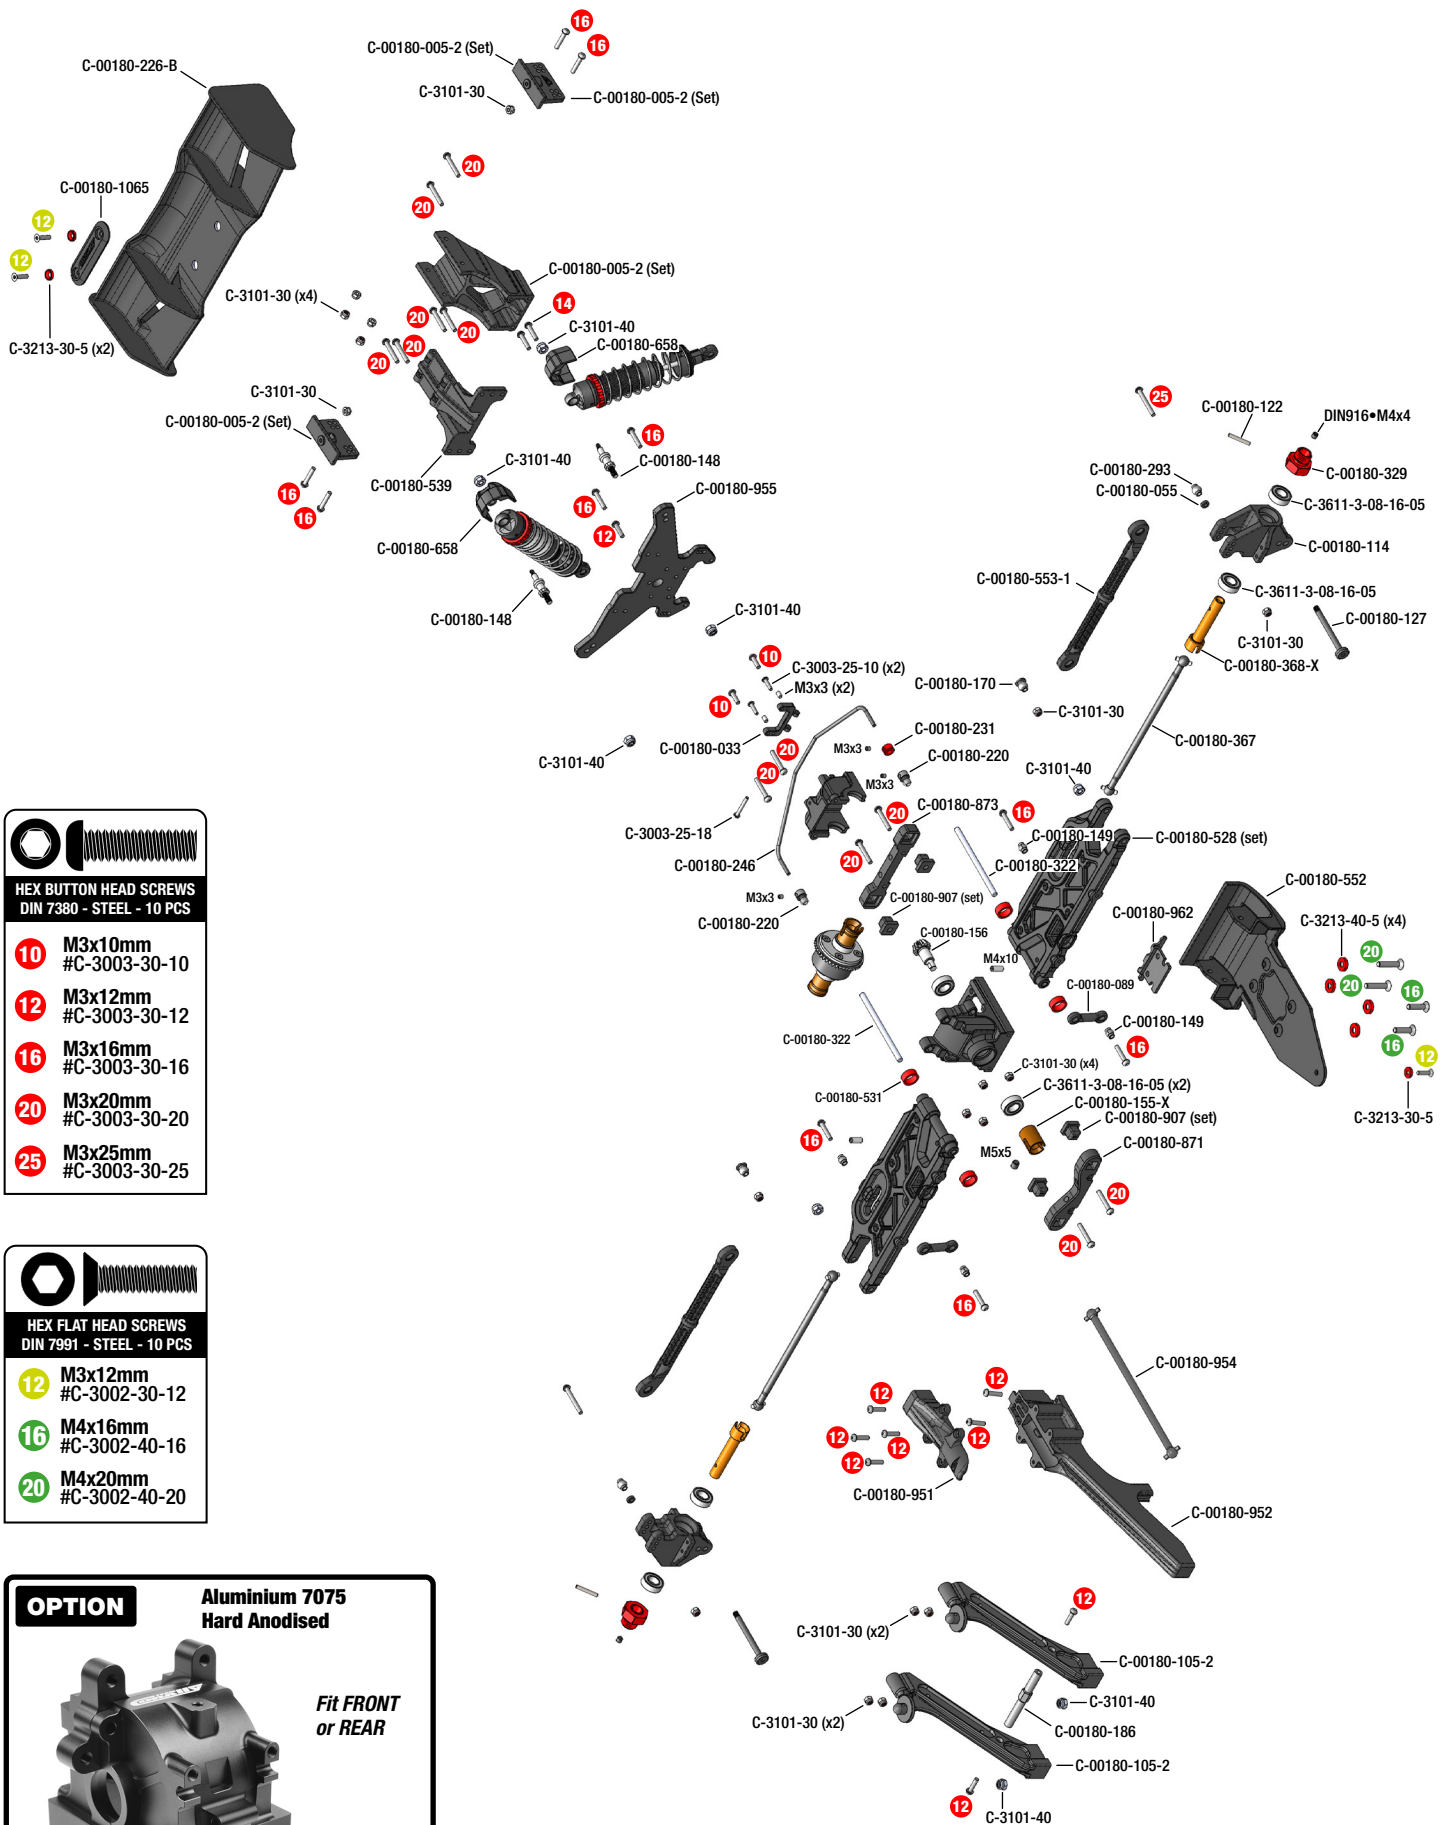 16
C-00180-005-2 (Set)
16
C-00180-226-B
C-3101-30
C-00180-005-2 (Set)
20
C-00180-1065
20
12
12
C-00180-005-2 (Set)
C-3101-30 (x4)
14
20
20
C-3101-40
C-00180-658
C-3213-30-5 (x2)
20
20
C-3101-30
C-00180-005-2 (Set)
16
C-3101-40
C-00180-148
C-00180-539
C-00180-955
16
16
16
12
C-00180-658
C-00180-148
C-3101-40
25
C-00180-122
DIN916•M4x4
C-00180-293
C-00180-329
C-00180-055
C-3611-3-08-16-05
C-00180-114
C-00180-553-1
C-3611-3-08-16-05
C-00180-127
C-3101-30
C-00180-368-X
10
C-3003-25-10 (x2)
M3x3 (x2)
C-00180-170
10
C-3101-30
C-00180-231
C-00180-367
C-00180-033
M3x3
20
C-3101-40
C-00180-220
C-3101-40
20
M3x3
C-00180-873
C-3003-25-18
20
16
C-00180-149
C-00180-528 (set)
C-00180-246
20
C-00180-322
C-00180-552
M3x3
C-00180-907 (set)
C-00180-962
C-3213-40-5 (x4)
C-00180-220
C-00180-156
20
M4x10
20
16
C-00180-089
C-00180-322
C-00180-149
16
16
12
C-3101-30 (x4)
C-3611-3-08-16-05 (x2)
C-00180-531
C-00180-155-X
C-00180-907 (set)
C-3213-30-5
16
M5x5
C-00180-871
20
20
16
C-00180-954
12
12
12
12
12
12
C-00180-951
C-00180-952
12
C-3101-30 (x2)
C-00180-105-2
C-3101-40
C-3101-30 (x2)
C-00180-186
C-00180-105-2
12
C-3101-40
HEX BUTTON HEAD SCREWS
DIN 7380 - STEEL - 10 PCS
10 M3x10mm
#C-3003-30-10
12 M3x12mm
#C-3003-30-12
16 M3x16mm
#C-3003-30-16
20 M3x20mm
#C-3003-30-20
25 M3x25mm
#C-3003-30-25
HEX FLAT HEAD SCREWS
DIN 7991 - STEEL - 10 PCS
12 M3x12mm
#C-3002-30-12
16 M4x16mm
#C-3002-40-16
20 M4x20mm
#C-3002-40-20
OPTION
Aluminium 7075
Hard Anodised
Fit FRONT
or REAR